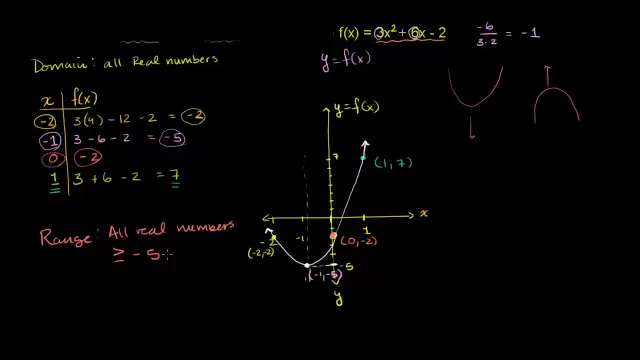 f(x) = 3x² + 6x - 2
-6
3·2 = -1
y = f(x)
Domain: all Real numbers
x f(x)
-2 3(4) - 12 - 2 = -2
-1 3 - 6 - 2 = -5
0 -2
1 3 + 6 - 2 = 7
Range: All real numbers
≥ -5
y = f(x)
7
(1, 7)
-2
-1
1
x
(-2,-2)
(0,-2)
-5
(-1,-5)
y